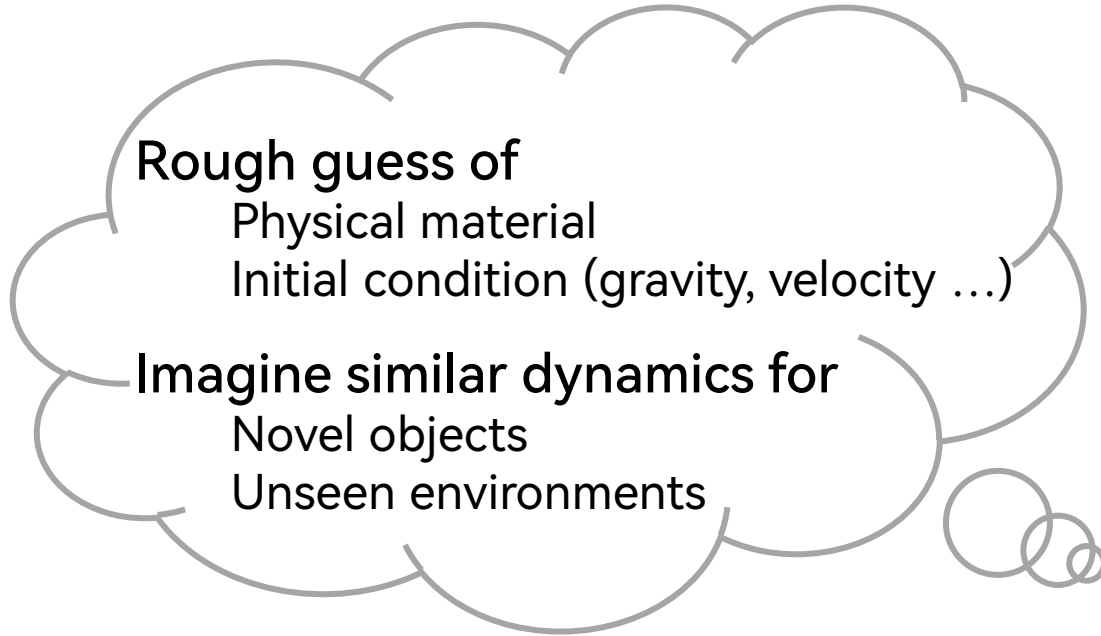 Rough guess of
Physical material
Initial condition (gravity, velocity …)
Imagine similar dynamics for
Novel objects
Unseen environments